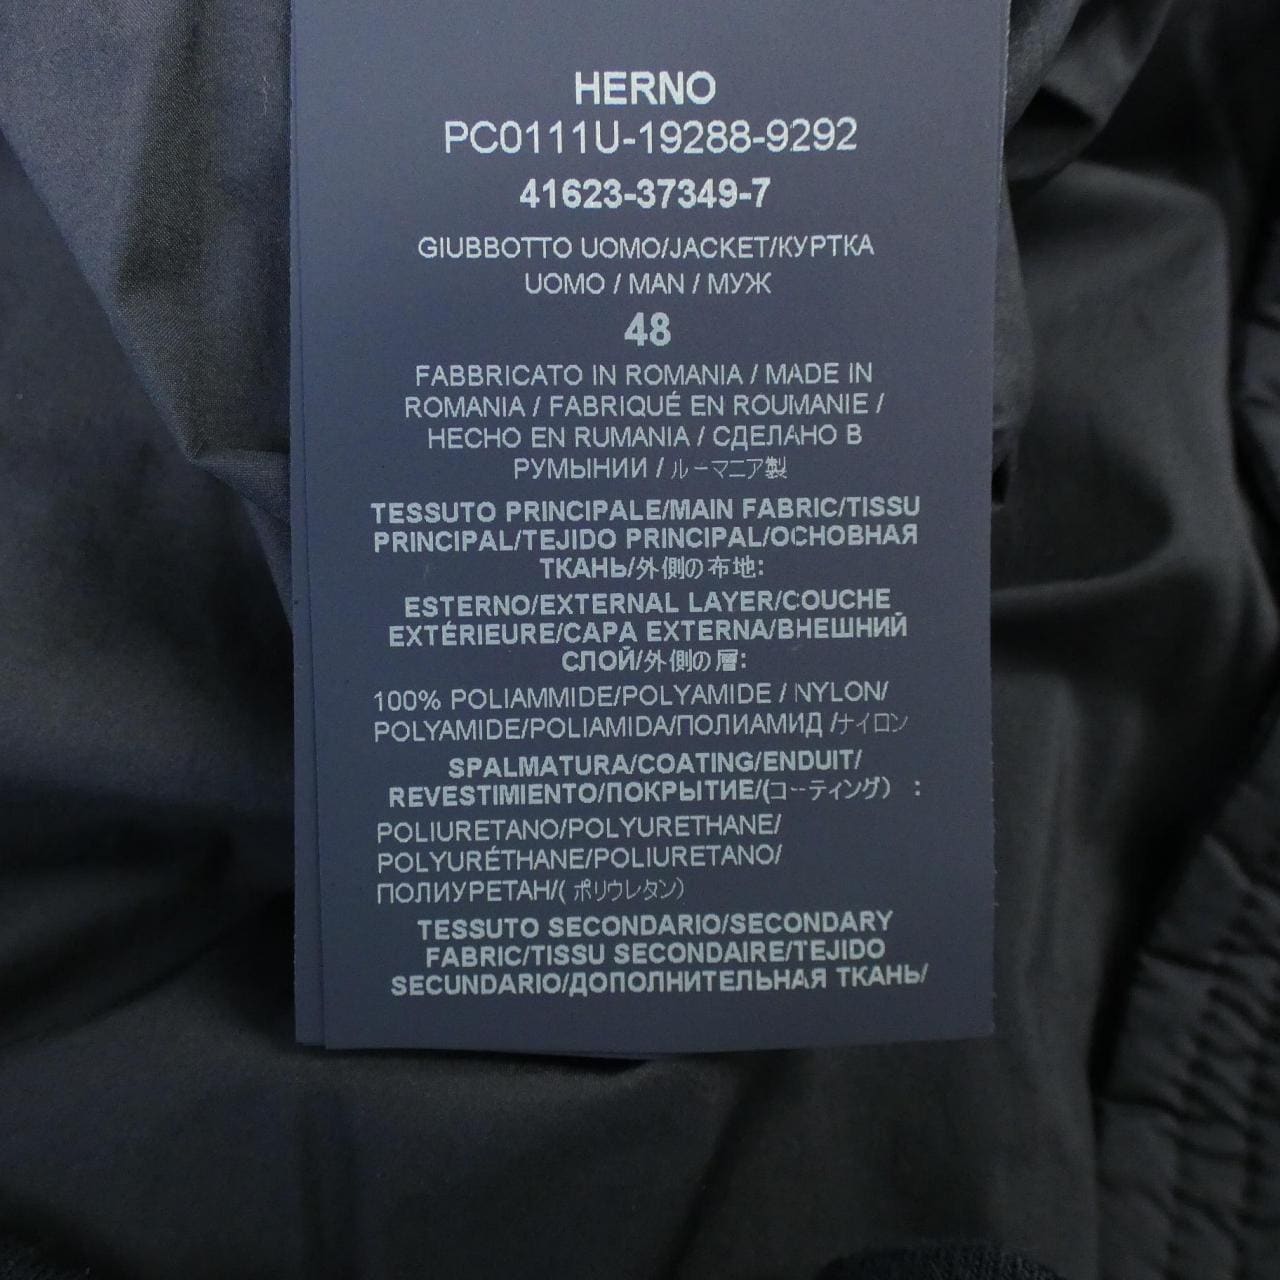 HERNO
PC0111U-19288-9292
41623-37349-7
GIUBBOTTO UOMO/JACKET/КУРТКА
UOMO / MAN / МУЖ
48
FABBRICATO IN ROMANIA / MADE IN
ROMANIA / FABRIQUÉ EN ROUMANIE /
HECHO EN RUMANIA / СДЕЛАНО В
РУМЫНИИ / ルーマニア製
TESSUTO PRINCIPALE/MAIN FABRIC/TISSU
PRINCIPAL/TEJIDO PRINCIPAL/ОСНОВНАЯ
ТКАНЬ/外側の布地:
ESTERNO/EXTERNAL LAYER/COUCHE
EXTÉRIEURE/CAPA EXTERNA/ВНЕШНИЙ
СЛОЙ/外側の層:
100% POLIAMMIDE/POLYAMIDE / NYLON/
POLYAMIDE/POLIAMIDA/ПОЛИАМИД /ナイロン
SPALMATURA/COATING/ENDUIT/
REVESTIMIENTO/ПОКРЫТИЕ/(コーティング） :
POLIURETANO/POLYURETHANE/
POLYURÉTHANE/POLIURETANO/
ПОЛИУРЕТАН/( ポリウレタン)
TESSUTO SECONDARIO/SECONDARY
FABRIC/TISSU SECONDAIRE/TEJIDO
SECUNDARIO/ДОПОЛНИТЕЛЬНАЯ ТКАНЬ/